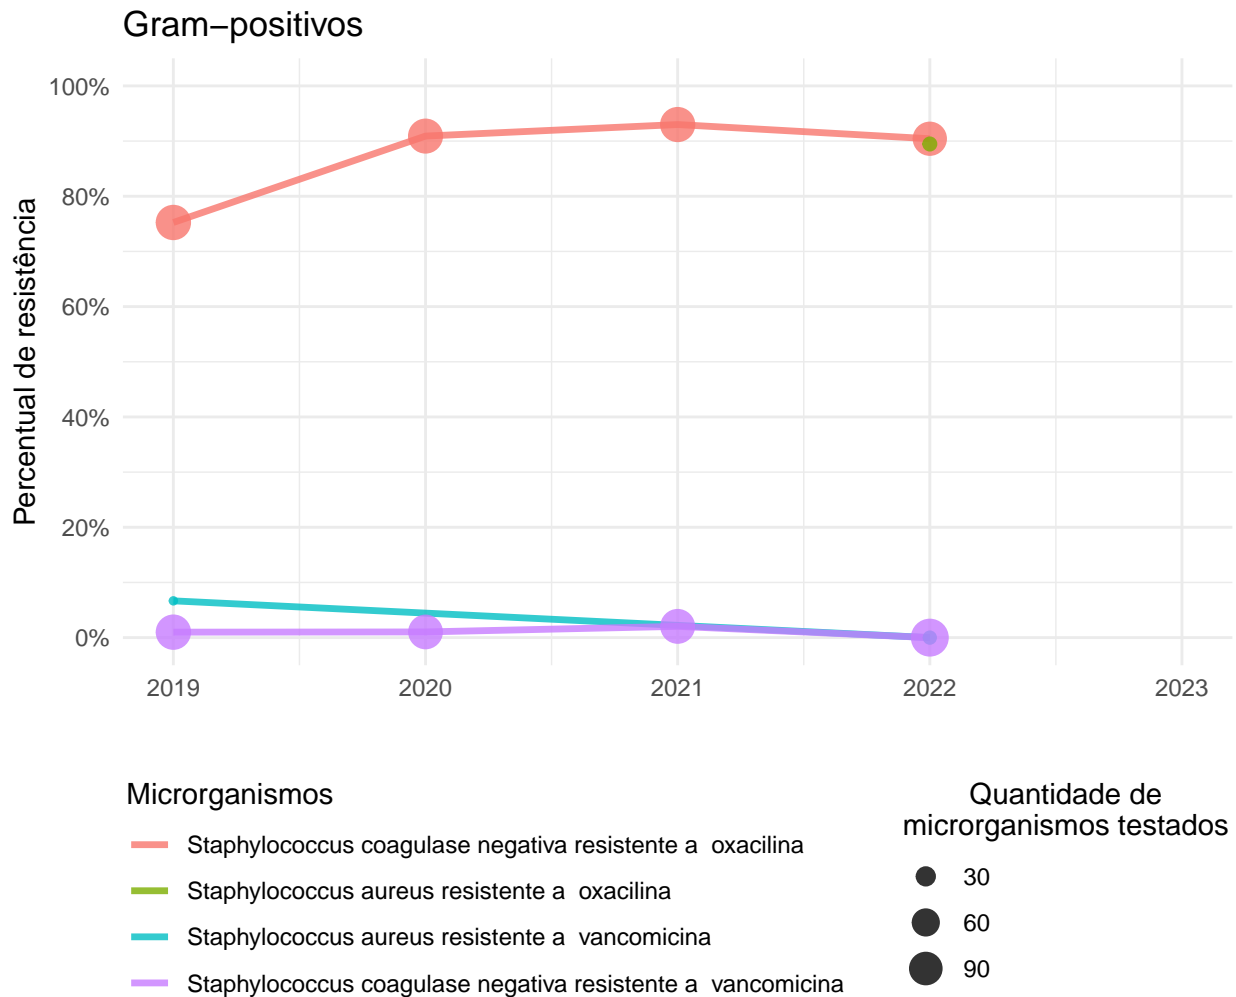 Gram−positivos
Percentual de resistência
100%
80%
60%
40%
20%
0%
2019 2020 2021 2022 2023
Microrganismos
Staphylococcus coagulase negativa resistente a  oxacilina
Staphylococcus aureus resistente a  oxacilina
Staphylococcus aureus resistente a  vancomicina
Staphylococcus coagulase negativa resistente a  vancomicina
Quantidade de
microrganismos testados
30
60
90